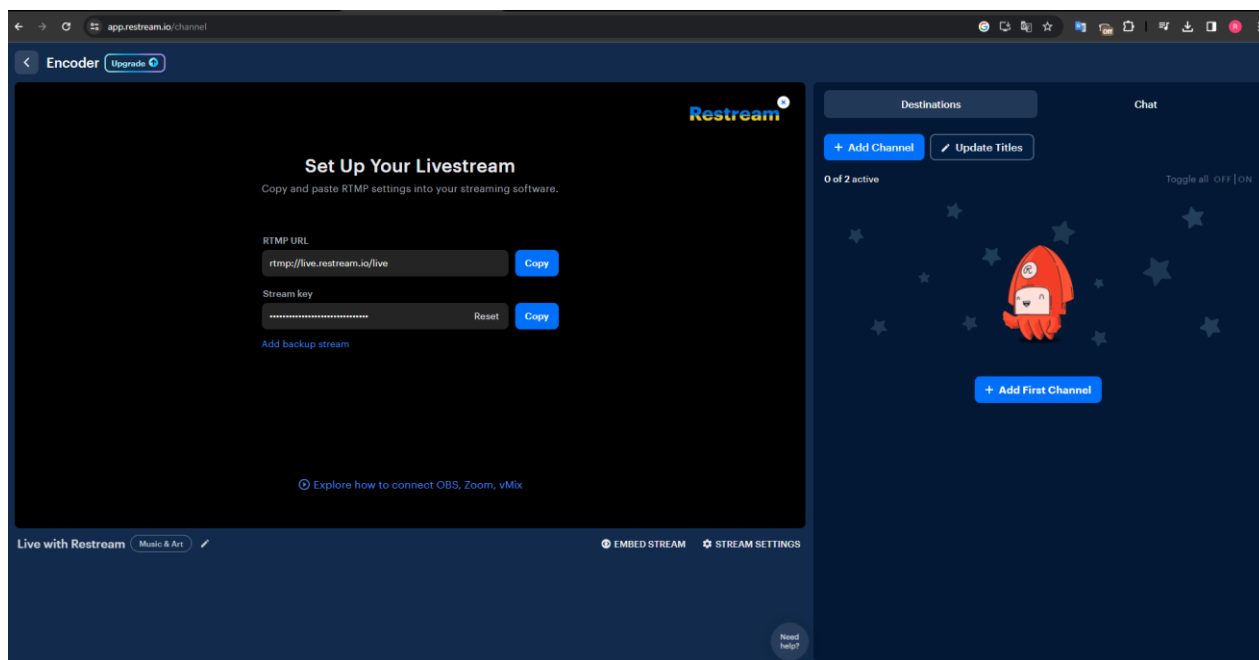 app.restream.io/channel
Off
R
Encoder
Upgrade
Restream
Set Up Your Livestream
Copy and paste RTMP settings into your streaming software.
RTMP URL
rtmp://live.restream.io/live
Copy
Stream key
Reset
Copy
Add backup stream
Explore how to connect OBS, Zoom, vMix
Live with Restream
Music & Art
EMBED STREAM
STREAM SETTINGS
Need
help?
Destinations
Chat
+ Add Channel
Update Titles
0 of 2 active
Toggle all OFF|ON
R
+ Add First Channel